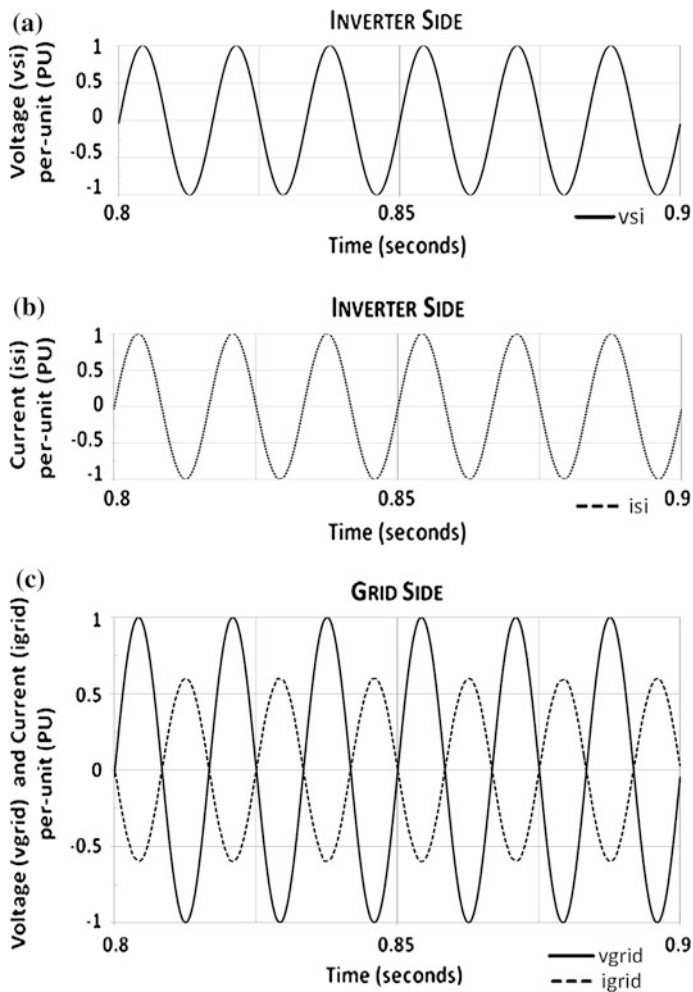 (a)
INVERTER SIDE
Voltage (vsi)
per-unit (PU)
1
0.5
0
-0.5
-1
0.8
0.85
0.9
vsi
Time (seconds)
(b)
INVERTER SIDE
Current (isi)
per-unit (PU)
1
0.5
0
-0.5
-1
0.8
0.85
0.9
isi
Time (seconds)
(c)
GRID SIDE
Voltage (vgrid) and Current (igrid)
per-unit (PU)
1
0.5
0
-0.5
-1
0.8
0.85
0.9
Time (seconds)
vgrid
igrid